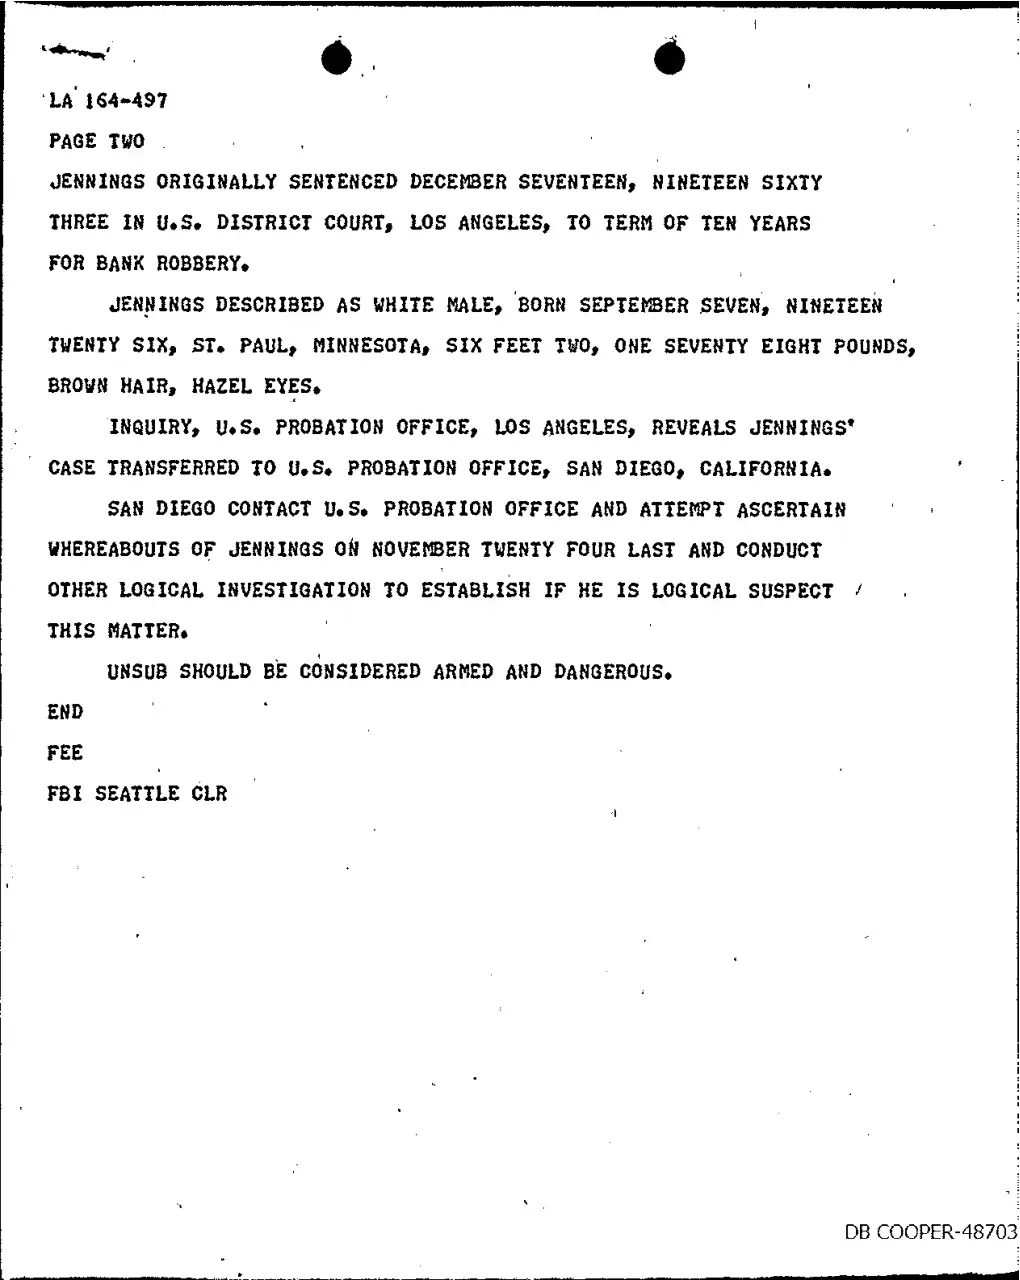 LA 164-497
PAGE TWO
JENNINGS ORIGINALLY SENTENCED DECEMBER SEVENTEEN, NINETEEN SIXTY
THREE IN U.S. DISTRICT COURT, LOS ANGELES, TO TERM OF TEN YEARS
FOR BANK ROBBERY.
JENNINGS DESCRIBED AS WHITE MALE, BORN SEPTEMBER SEVEN, NINETEEN
TWENTY SIX, ST. PAUL, MINNESOTA, SIX FEET TWO, ONE SEVENTY EIGHT POUNDS,
BROWN HAIR, HAZEL EYES.
INQUIRY, U.S. PROBATION OFFICE, LOS ANGELES, REVEALS JENNINGS'
CASE TRANSFERRED TO U.S. PROBATION OFFICE, SAN DIEGO, CALIFORNIA.
SAN DIEGO CONTACT U.S. PROBATION OFFICE AND ATTEMPT ASCERTAIN
WHEREABOUTS OF JENNINGS ON NOVEMBER TWENTY FOUR LAST AND CONDUCT
OTHER LOGICAL INVESTIGATION TO ESTABLISH IF HE IS LOGICAL SUSPECT
THIS MATTER.
UNSUB SHOULD BE CONSIDERED ARMED AND DANGEROUS.
END
FEE
FBI SEATTLE CLR
DB COOPER-48703